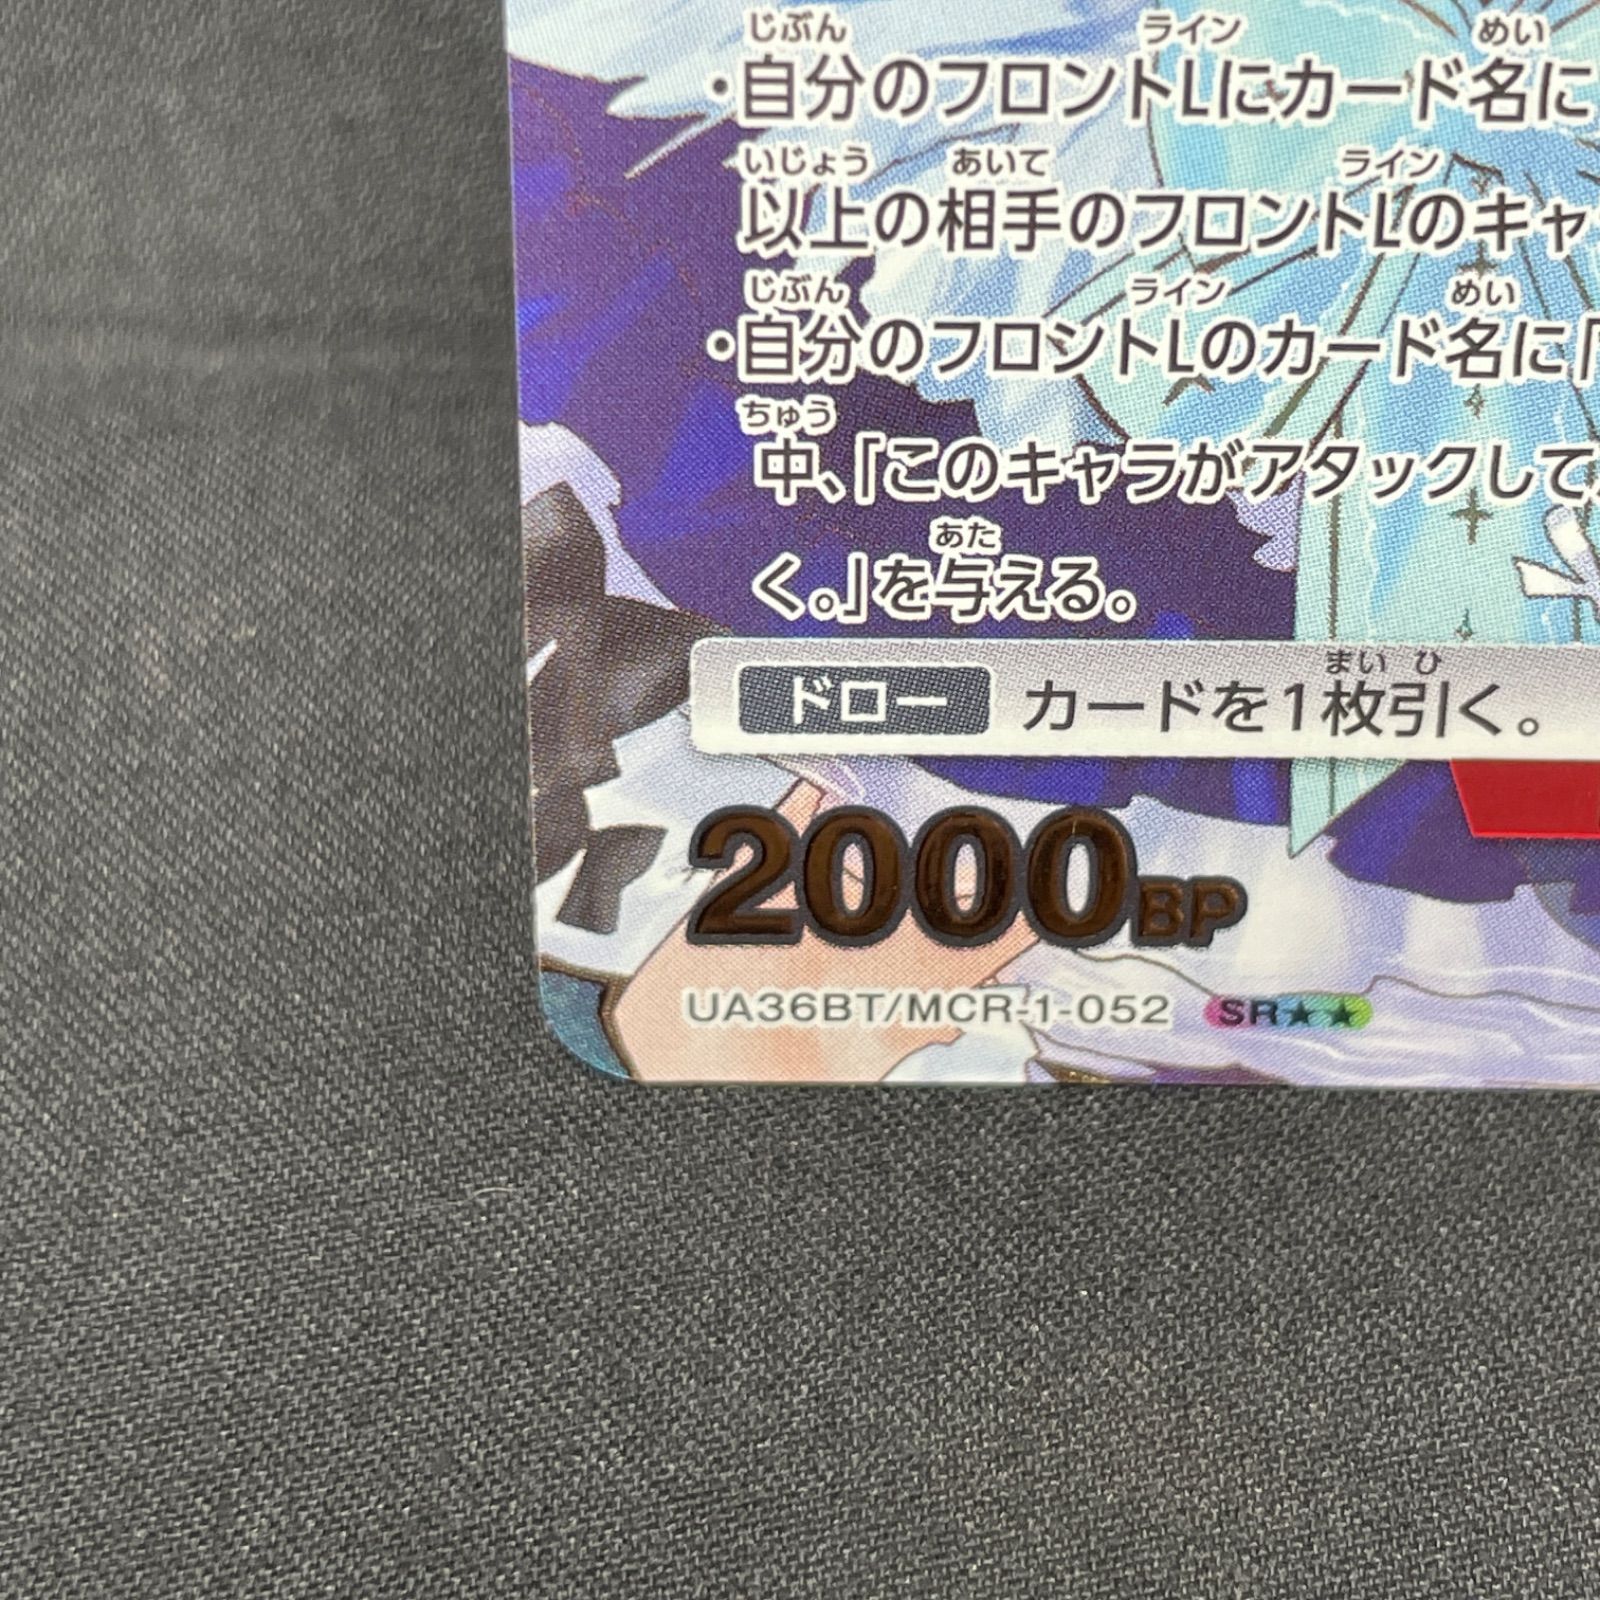 じぶん ライン めい
・自分のフロントLにカード名に
いじょう あいて ライン
以上の相手のフロントLのキャ
じぶん ライン めい
・自分のフロントLのカード名に「
ちゅう
中、「このキャラがアタックして
あた
く。」を与える。
まい ひ
ドロー カードを1枚引く。
2000BP
UA36BT/MCR-1-052 SR★★